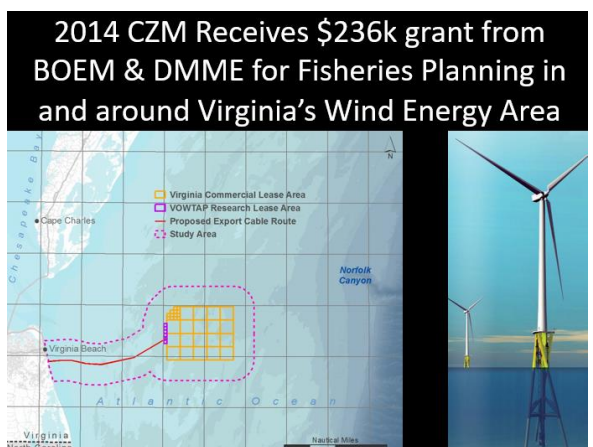 2014 CZM Receives $236k grant from
BOEM & DMME for Fisheries Planning in
and around Virginia's Wind Energy Area
N
Virginia Commercial Lease Area
VOWTAP Research Lease Area
Proposed Export Cable Route
Study Area
Chesapeake Bay
Cape Charles
Norfolk
Canyon
Virginia Beach
Atlantic Ocean
Virginia
North Carolina
Nautical Miles